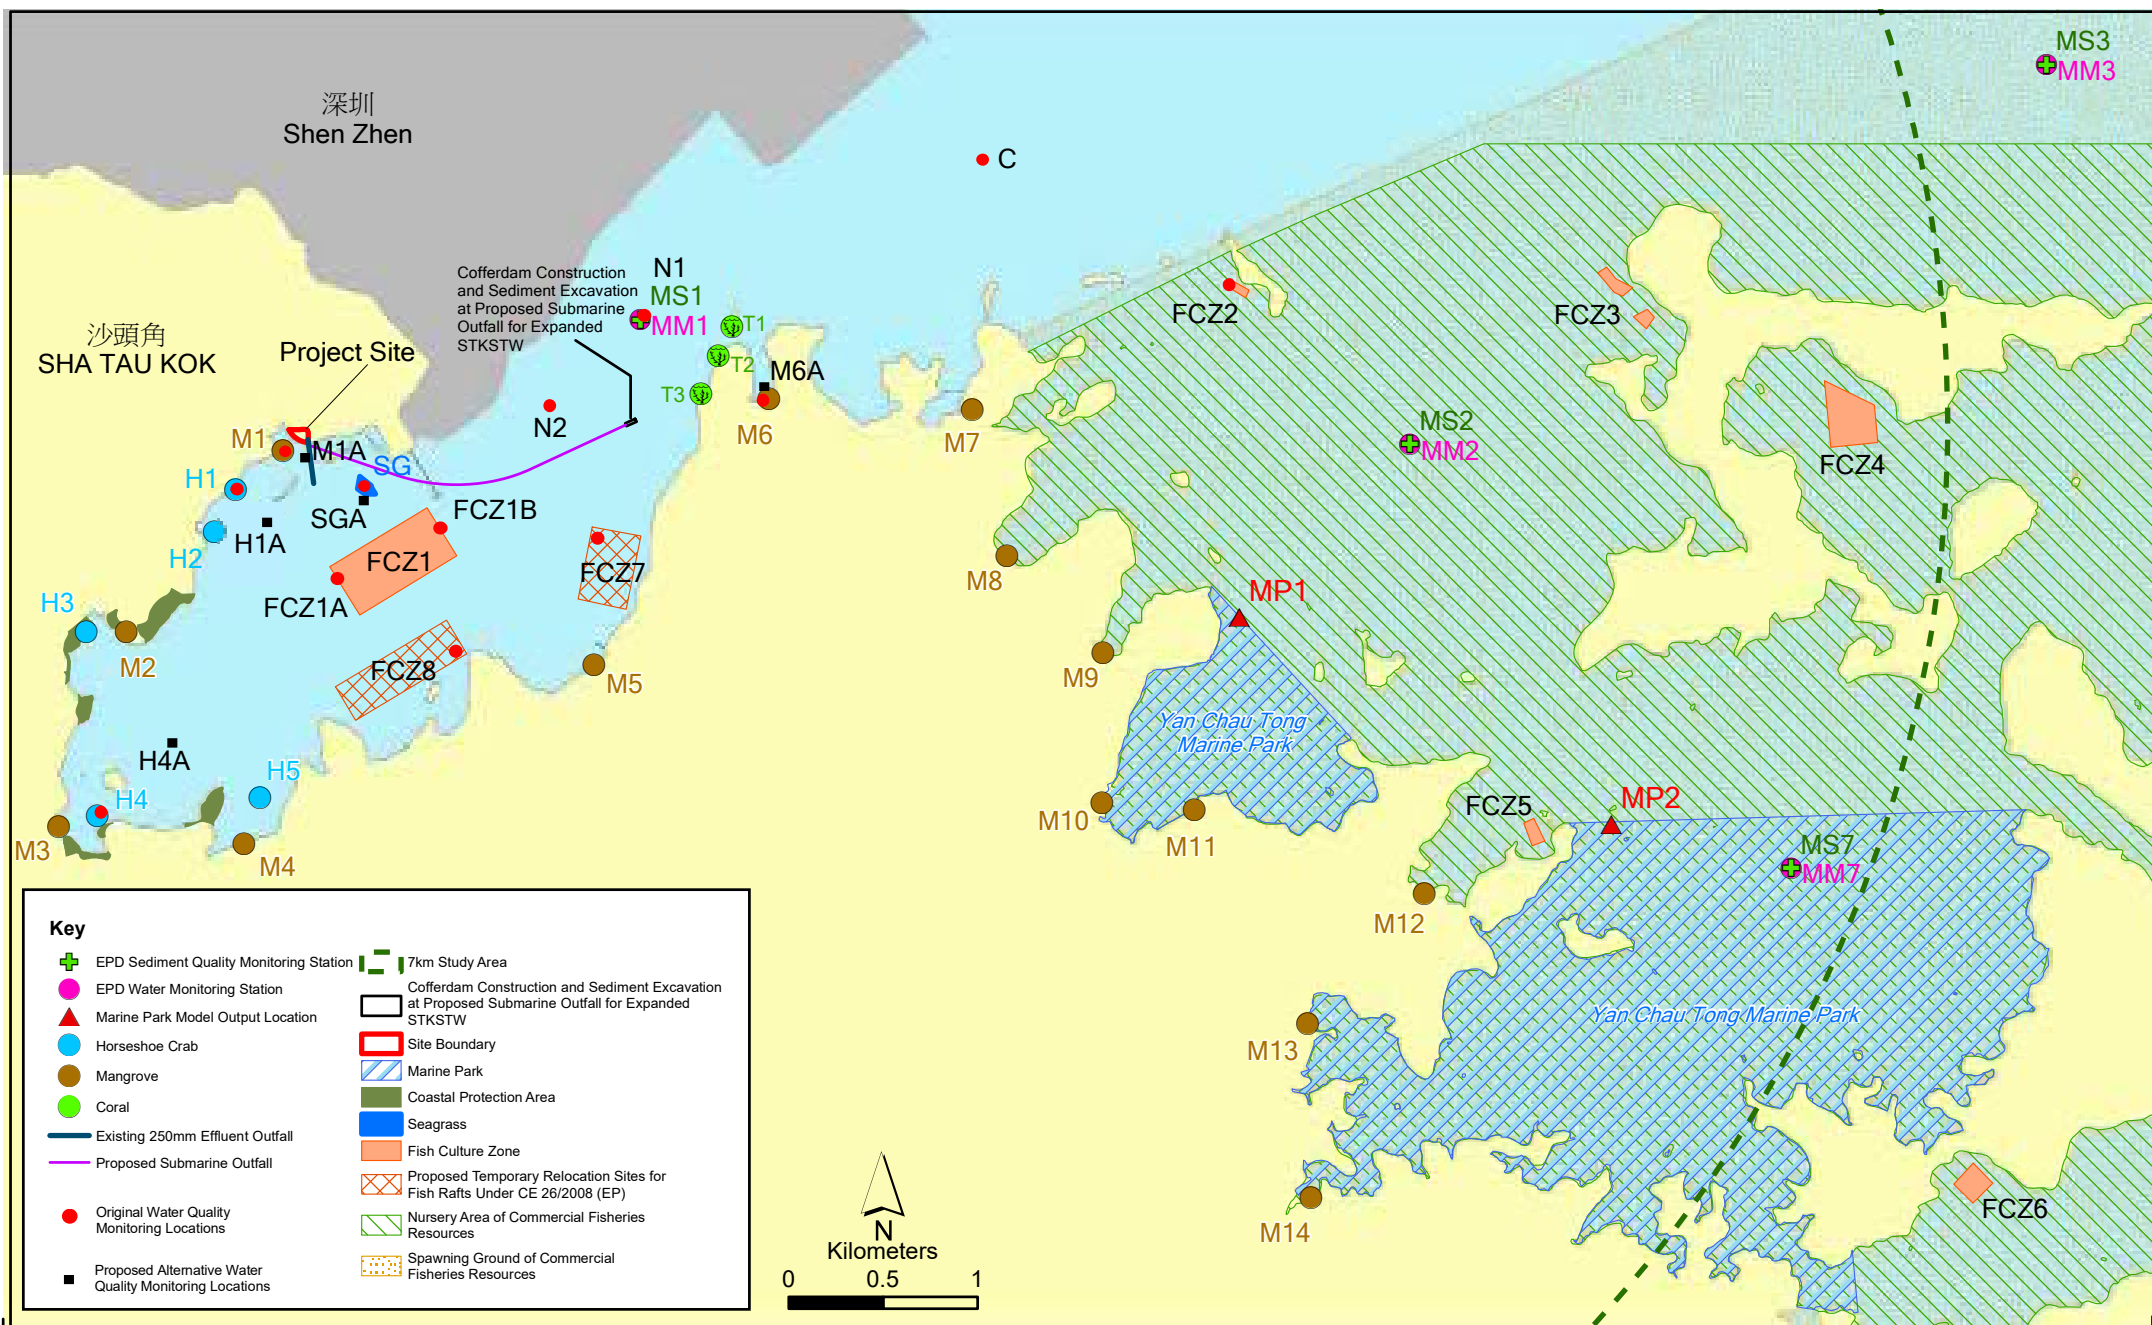 深圳
Shen Zhen
MS3
MM3
C
Cofferdam Construction
and Sediment Excavation
at Proposed Submarine
Outfall for Expanded
STKSTW
N1
MS1
MM1
T1
T2
T3
FCZ2
FCZ3
沙頭角
SHA TAU KOK
Project Site
M6A
M6
M7
N2
MS2
MM2
FCZ4
M1
M1A
SG
H1
SGA
FCZ1B
H2
H1A
FCZ1
FCZ7
M8
FCZ1A
H3
MP1
M2
FCZ8
M5
M9
Yan Chau Tong
Marine Park
H4A
H5
H4
FCZ5
MP2
M10
M11
M3
M4
MS7
MM7
M12
Yan Chau Tong Marine Park
M13
FCZ6
M14
Key
EPD Sediment Quality Monitoring Station
EPD Water Monitoring Station
Marine Park Model Output Location
Horseshoe Crab
Mangrove
Coral
Existing 250mm Effluent Outfall
Proposed Submarine Outfall
Original Water Quality
Monitoring Locations
Proposed Alternative Water
Quality Monitoring Locations
7km Study Area
Cofferdam Construction and Sediment Excavation
at Proposed Submarine Outfall for Expanded
STKSTW
Site Boundary
Marine Park
Coastal Protection Area
Seagrass
Fish Culture Zone
Proposed Temporary Relocation Sites for
Fish Rafts Under CE 26/2008 (EP)
Nursery Area of Commercial Fisheries
Resources
Spawning Ground of Commercial
Fisheries Resources
N
Kilometers
0 0.5 1